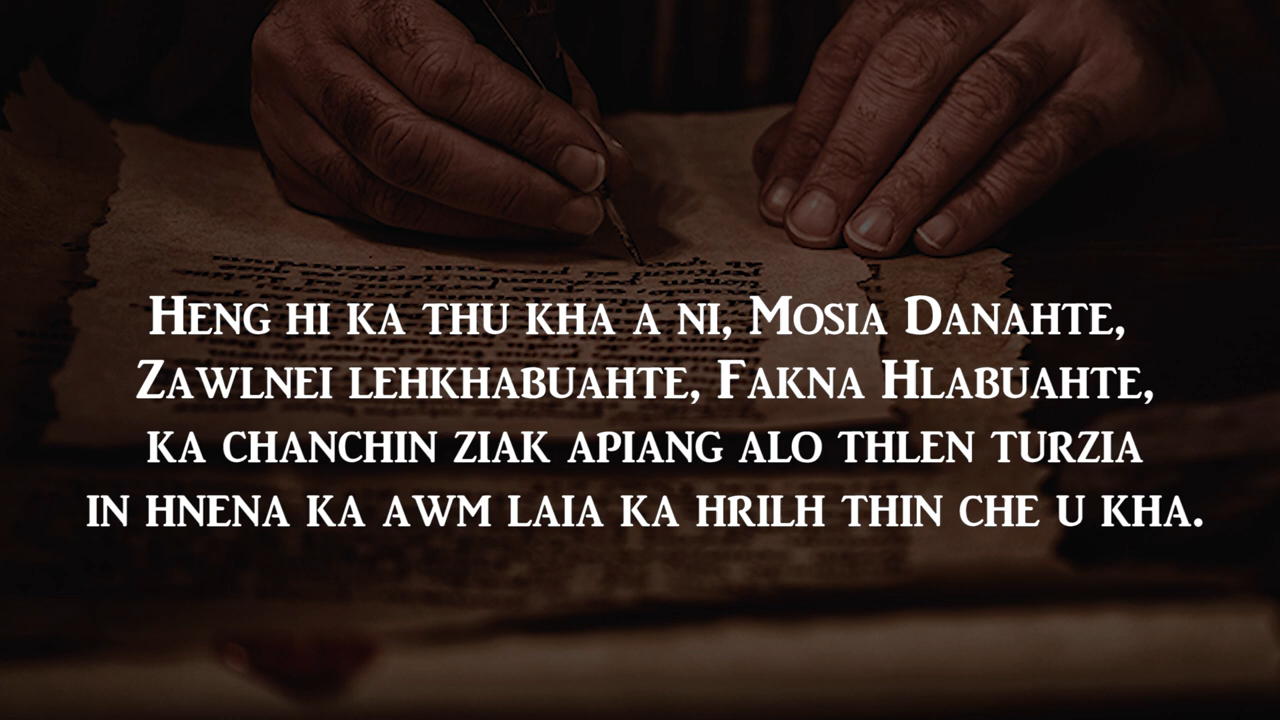 Heng hi ka thu kha a ni, Mosia Danahte,
Zawlnei lehkhabuahte, Fakna Hlabuahte,
ka chanchin ziak apiang alo thlen turzia
in hnena ka awm laia ka hrilh thin che u kha.